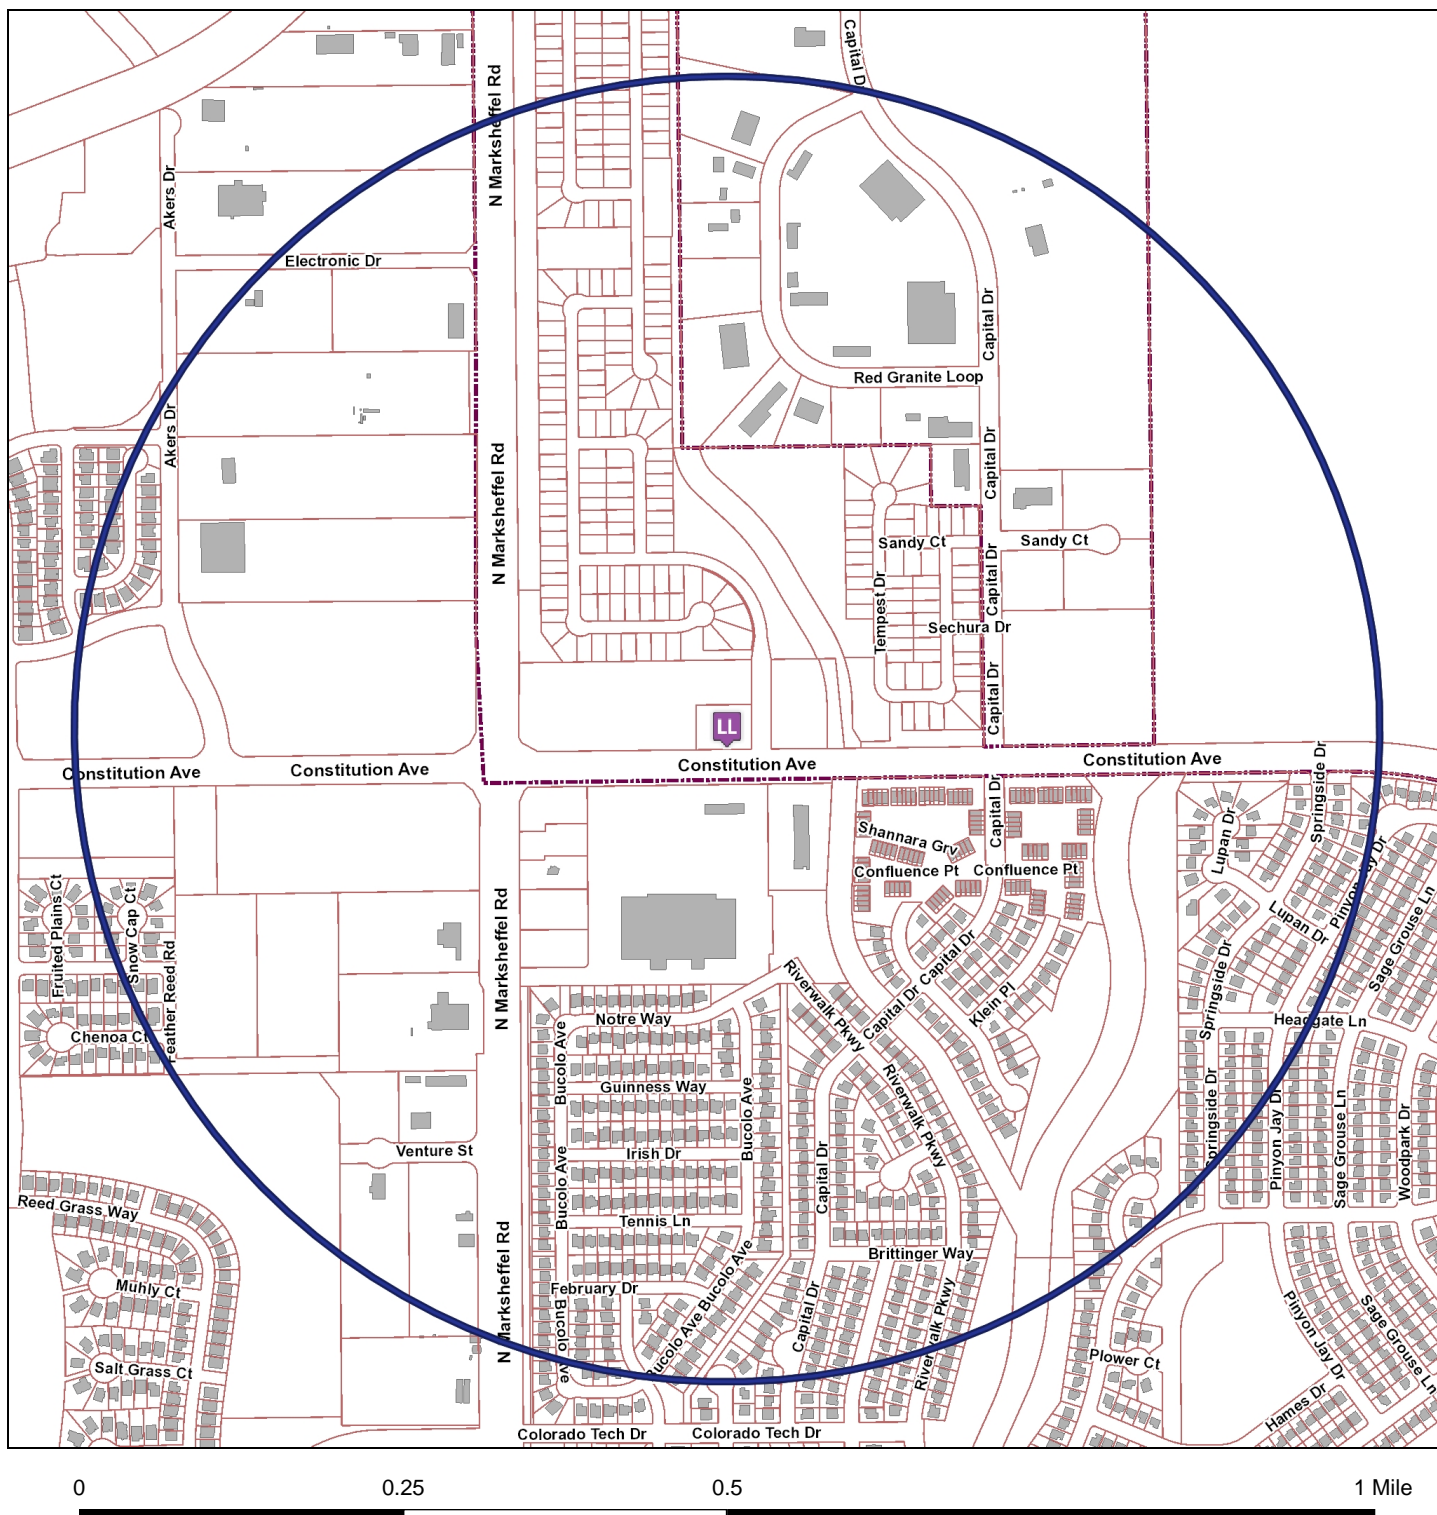 Capital D
N Marksheffel Rd
Akers Dr
Electronic Dr
Capital Dr
Red Granite Loop
Akers Dr
N Marksheffel Rd
Capital Dr
Sandy Ct
Sandy Ct
Capital Dr
Tempest Dr
Sechura Dr
Capital Dr
LL
Constitution Ave
Constitution Ave
Constitution Ave
Constitution Ave
Springside Dr
Capital Dr
Shannara Grv
Lupan Dr
Pinyon Jay Dr
Confluence Pt
Confluence Pt
Fruited Plains Ct
Snow Cap Ct
Sage Grouse Ln
Lupan Dr
N Marksheffel Rd
Feather Reed Rd
Capital Dr
Springside Dr
Riverwalk Pkwy
Capital Dr
Klein Pl
Notre Way
Headgate Ln
Chenoa Ct
Bucolo Ave
Guinness Way
Bucolo Ave
Riverwalk Pkwy
Springside Dr
Pinyon Jay Dr
Sage Grouse Ln
Woodpark Dr
Venture St
Irish Dr
Capital Dr
Bucolo Ave
Reed Grass Way
Tennis Ln
N Marksheffel Rd
Brittinger Way
Muhly Ct
February Dr
Bucolo Ave
Bucolo Ave
Bucolo Ave
Capital Dr
Riverwalk Pkwy
Pinyon Jay Dr
Sage Grouse Ln
Salt Grass Ct
Plower Ct
Hames Dr
Colorado Tech Dr
Colorado Tech Dr
0
0.25
0.5
1 Mile